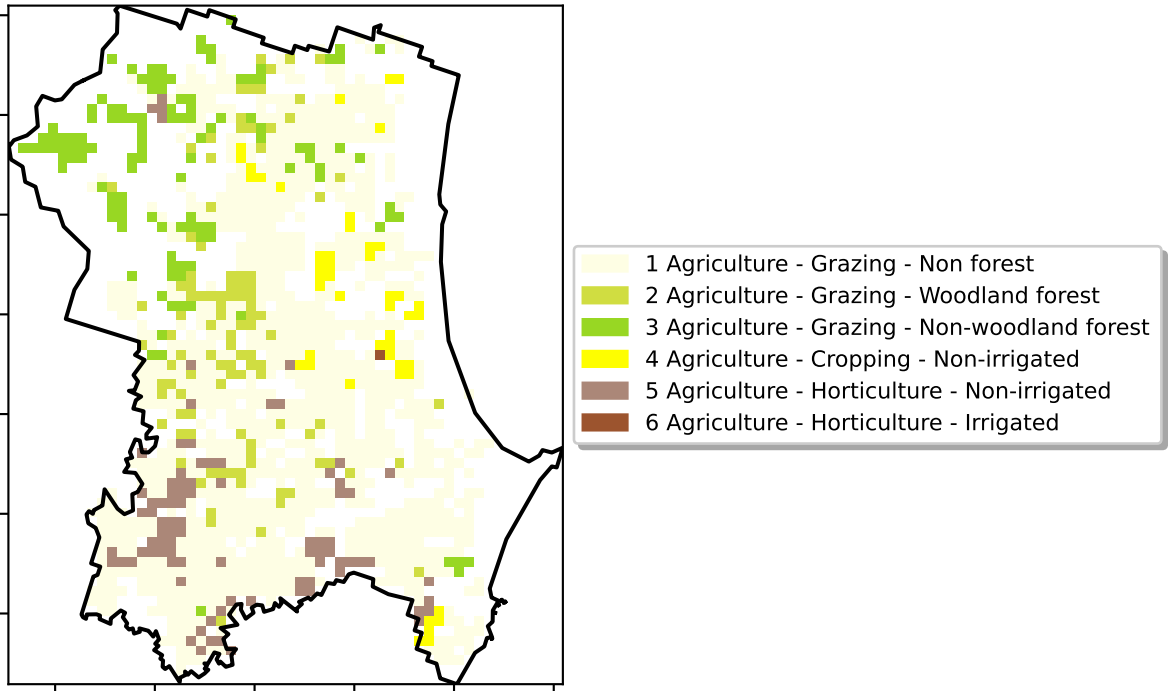 1 Agriculture - Grazing - Non forest
2 Agriculture - Grazing - Woodland forest
3 Agriculture - Grazing - Non-woodland forest
4 Agriculture - Cropping - Non-irrigated
5 Agriculture - Horticulture - Non-irrigated
6 Agriculture - Horticulture - Irrigated